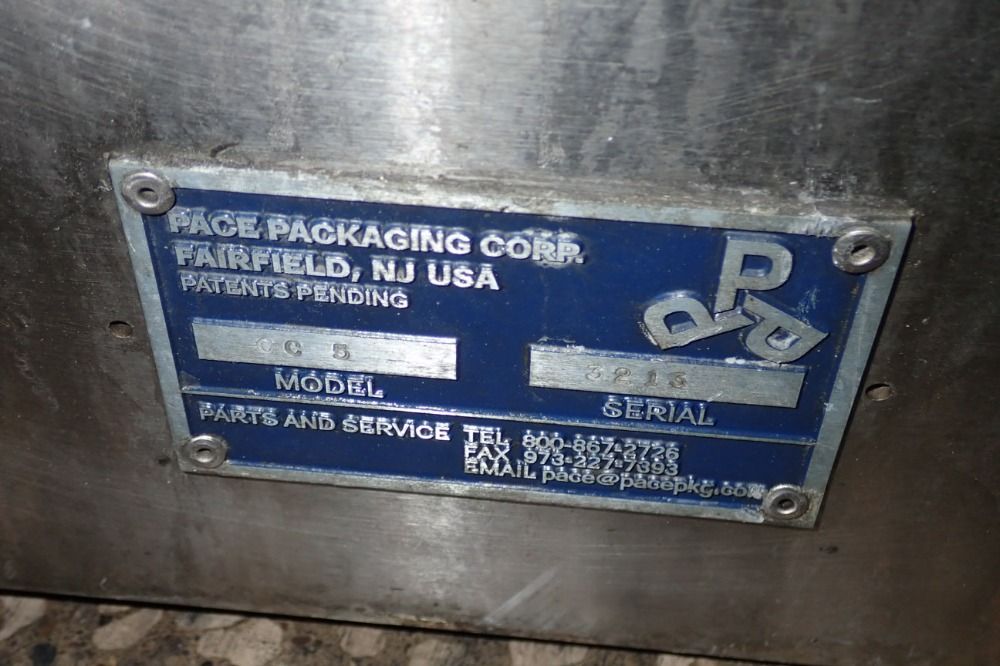 PACE PACKAGING CORP.
FAIRFIELD, NJ USA
PATENTS PENDING
P
P
P
CC 5
3213
MODEL
SERIAL
PARTS AND SERVICE TEL 800-867-2726
FAX 973-227-7393
EMAIL pace@pacepkg.com